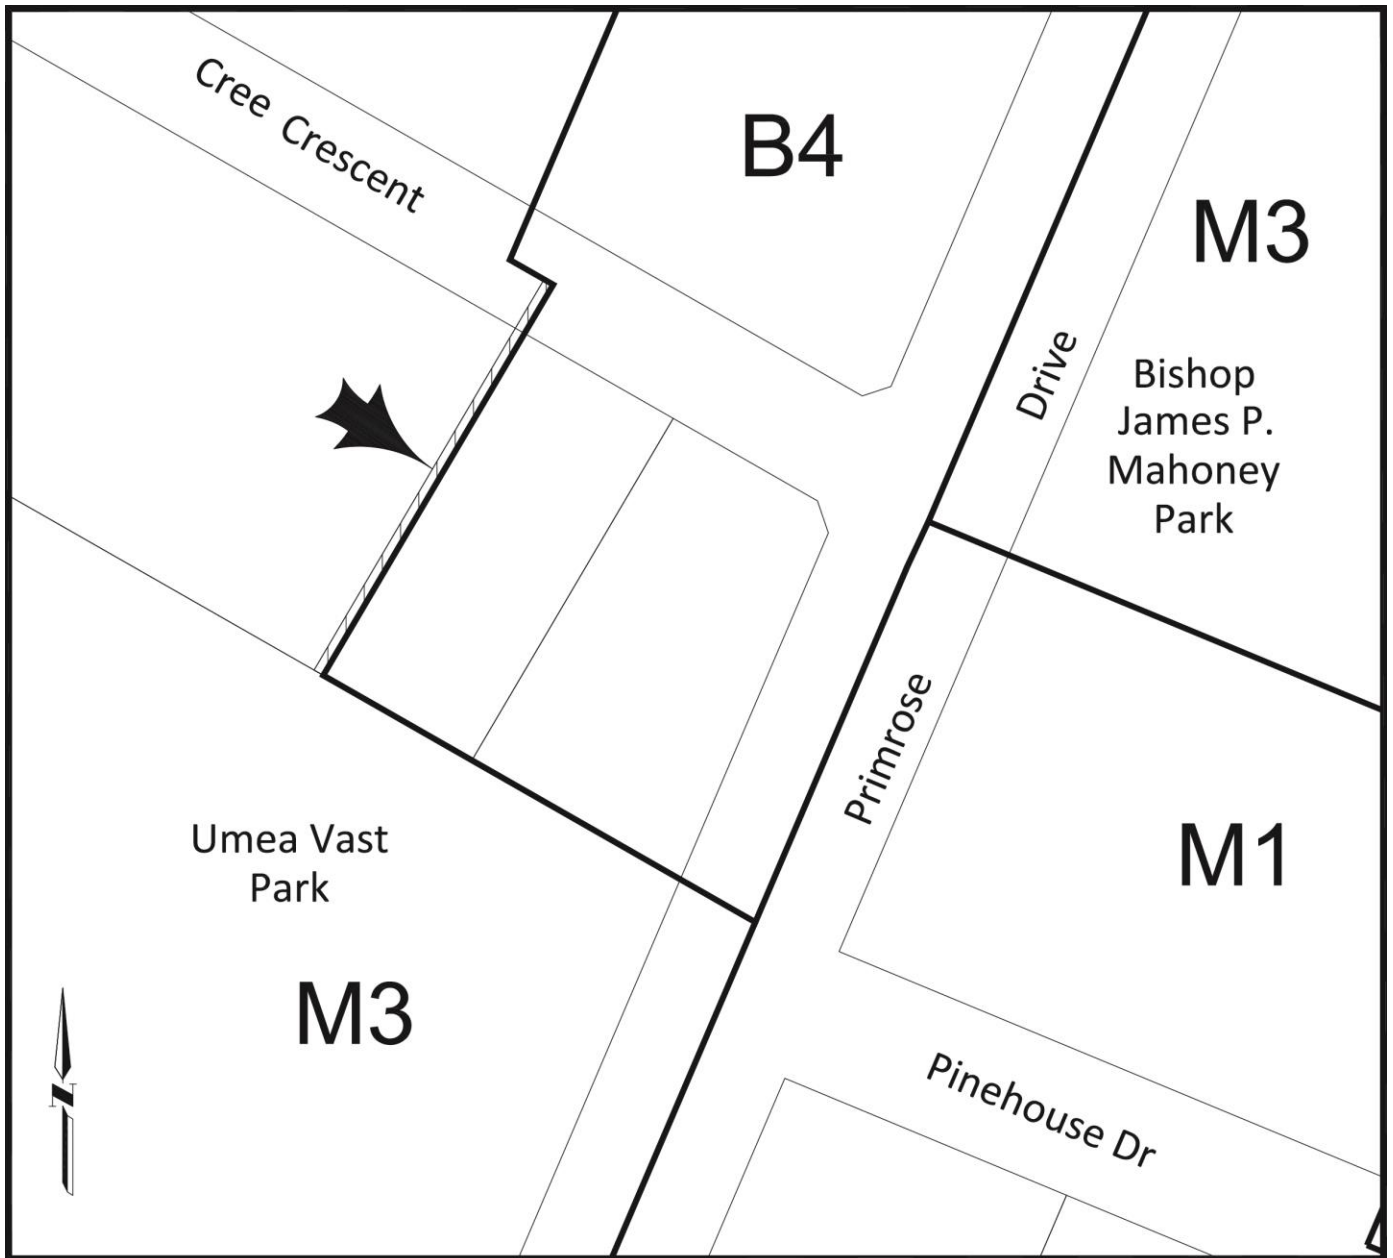 Cree Crescent
B4
M3
Drive
Bishop
James P.
Mahoney
Park
Primrose
Umea Vast
Park
M1
M3
N
Pinehouse Dr